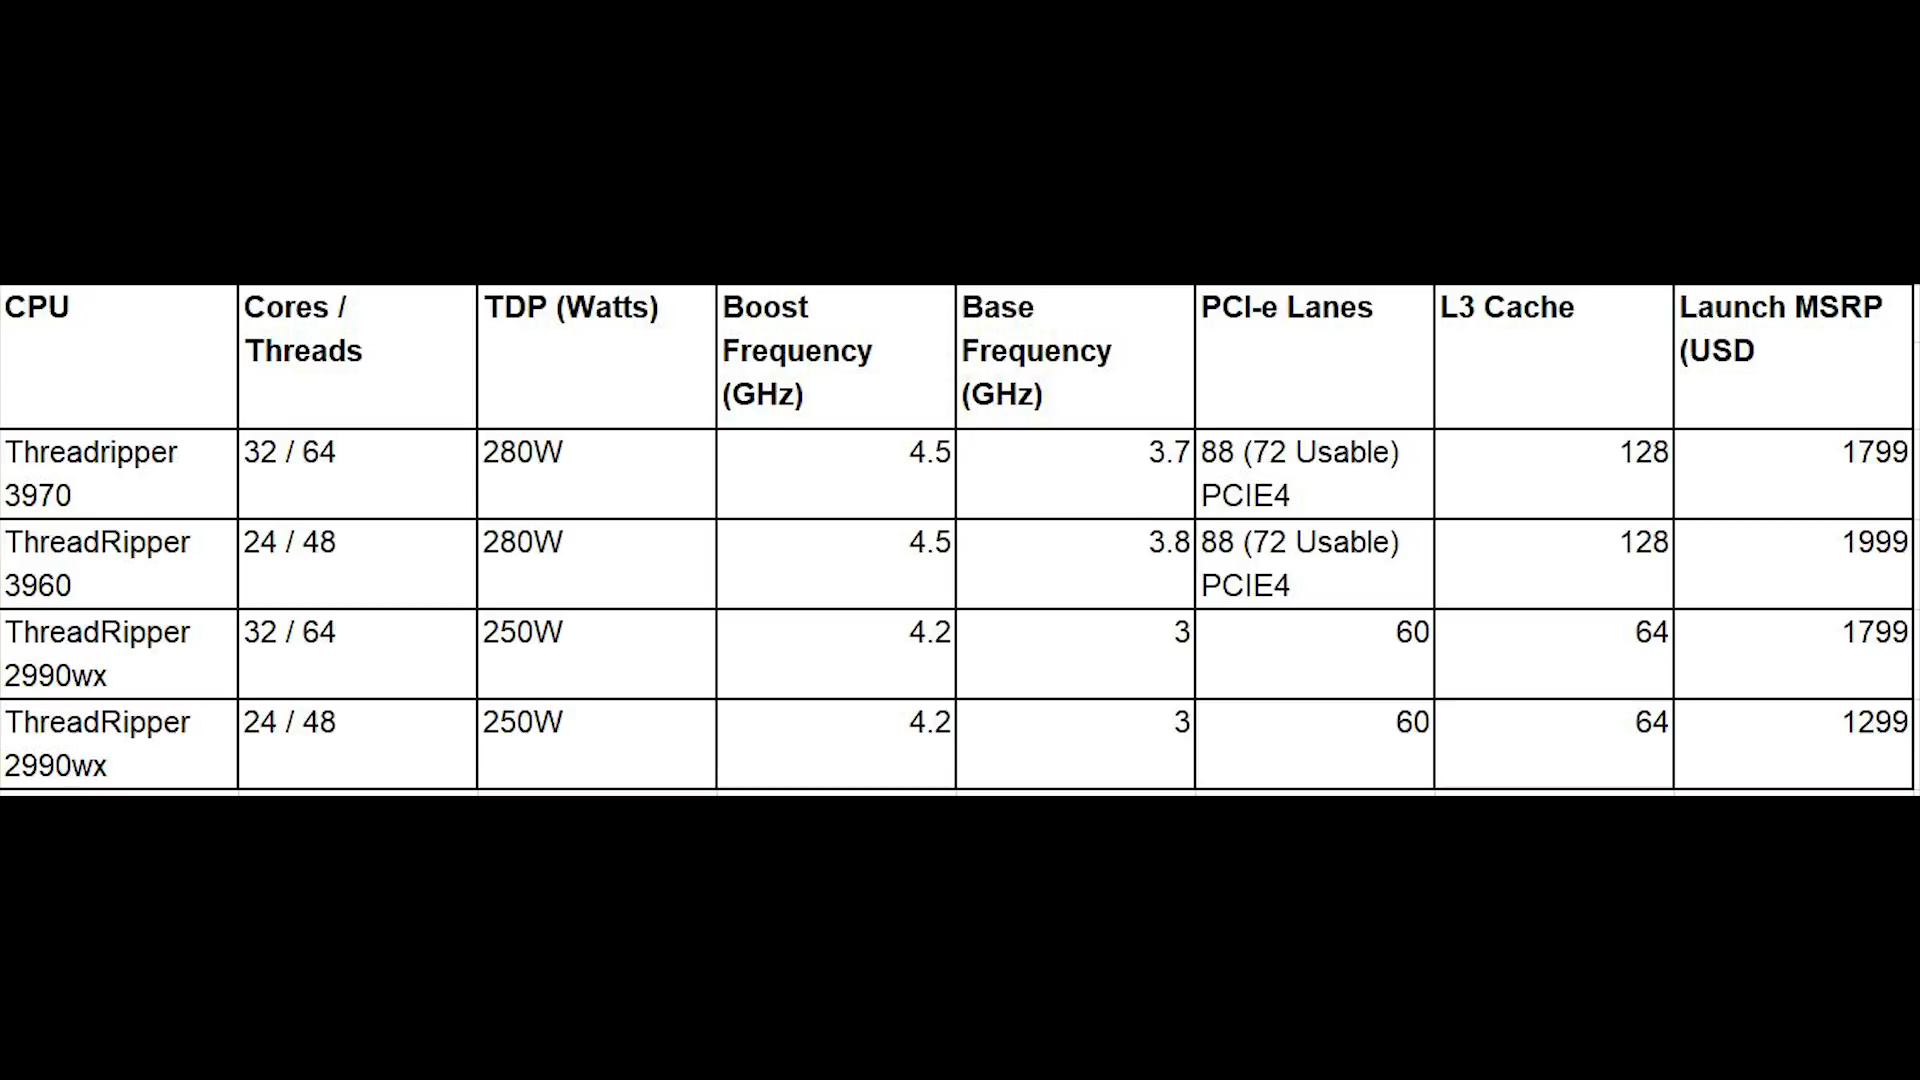 CPU
Cores / Threads
TDP (Watts)
Boost Frequency (GHz)
Base Frequency (GHz)
PCI-e Lanes
L3 Cache
Launch MSRP (USD
Threadripper 3970
32 / 64
280W
4.5
3.7
88 (72 Usable) PCIE4
128
1799
ThreadRipper 3960
24 / 48
280W
4.5
3.8
88 (72 Usable) PCIE4
128
1999
ThreadRipper 2990wx
32 / 64
250W
4.2
3
60
64
1799
ThreadRipper 2990wx
24 / 48
250W
4.2
3
60
64
1299